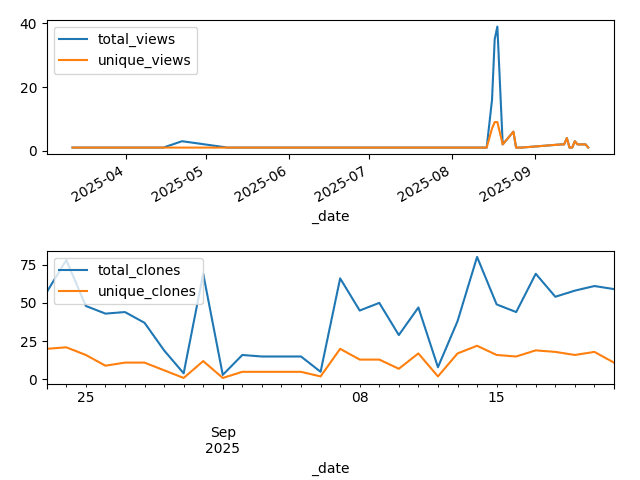 40
20
0
total_views
unique_views
2025-04
2025-05
2025-06
2025-07
2025-08
2025-09
_date
75
50
25
0
total_clones
unique_clones
25
08
15
Sep
2025
_date